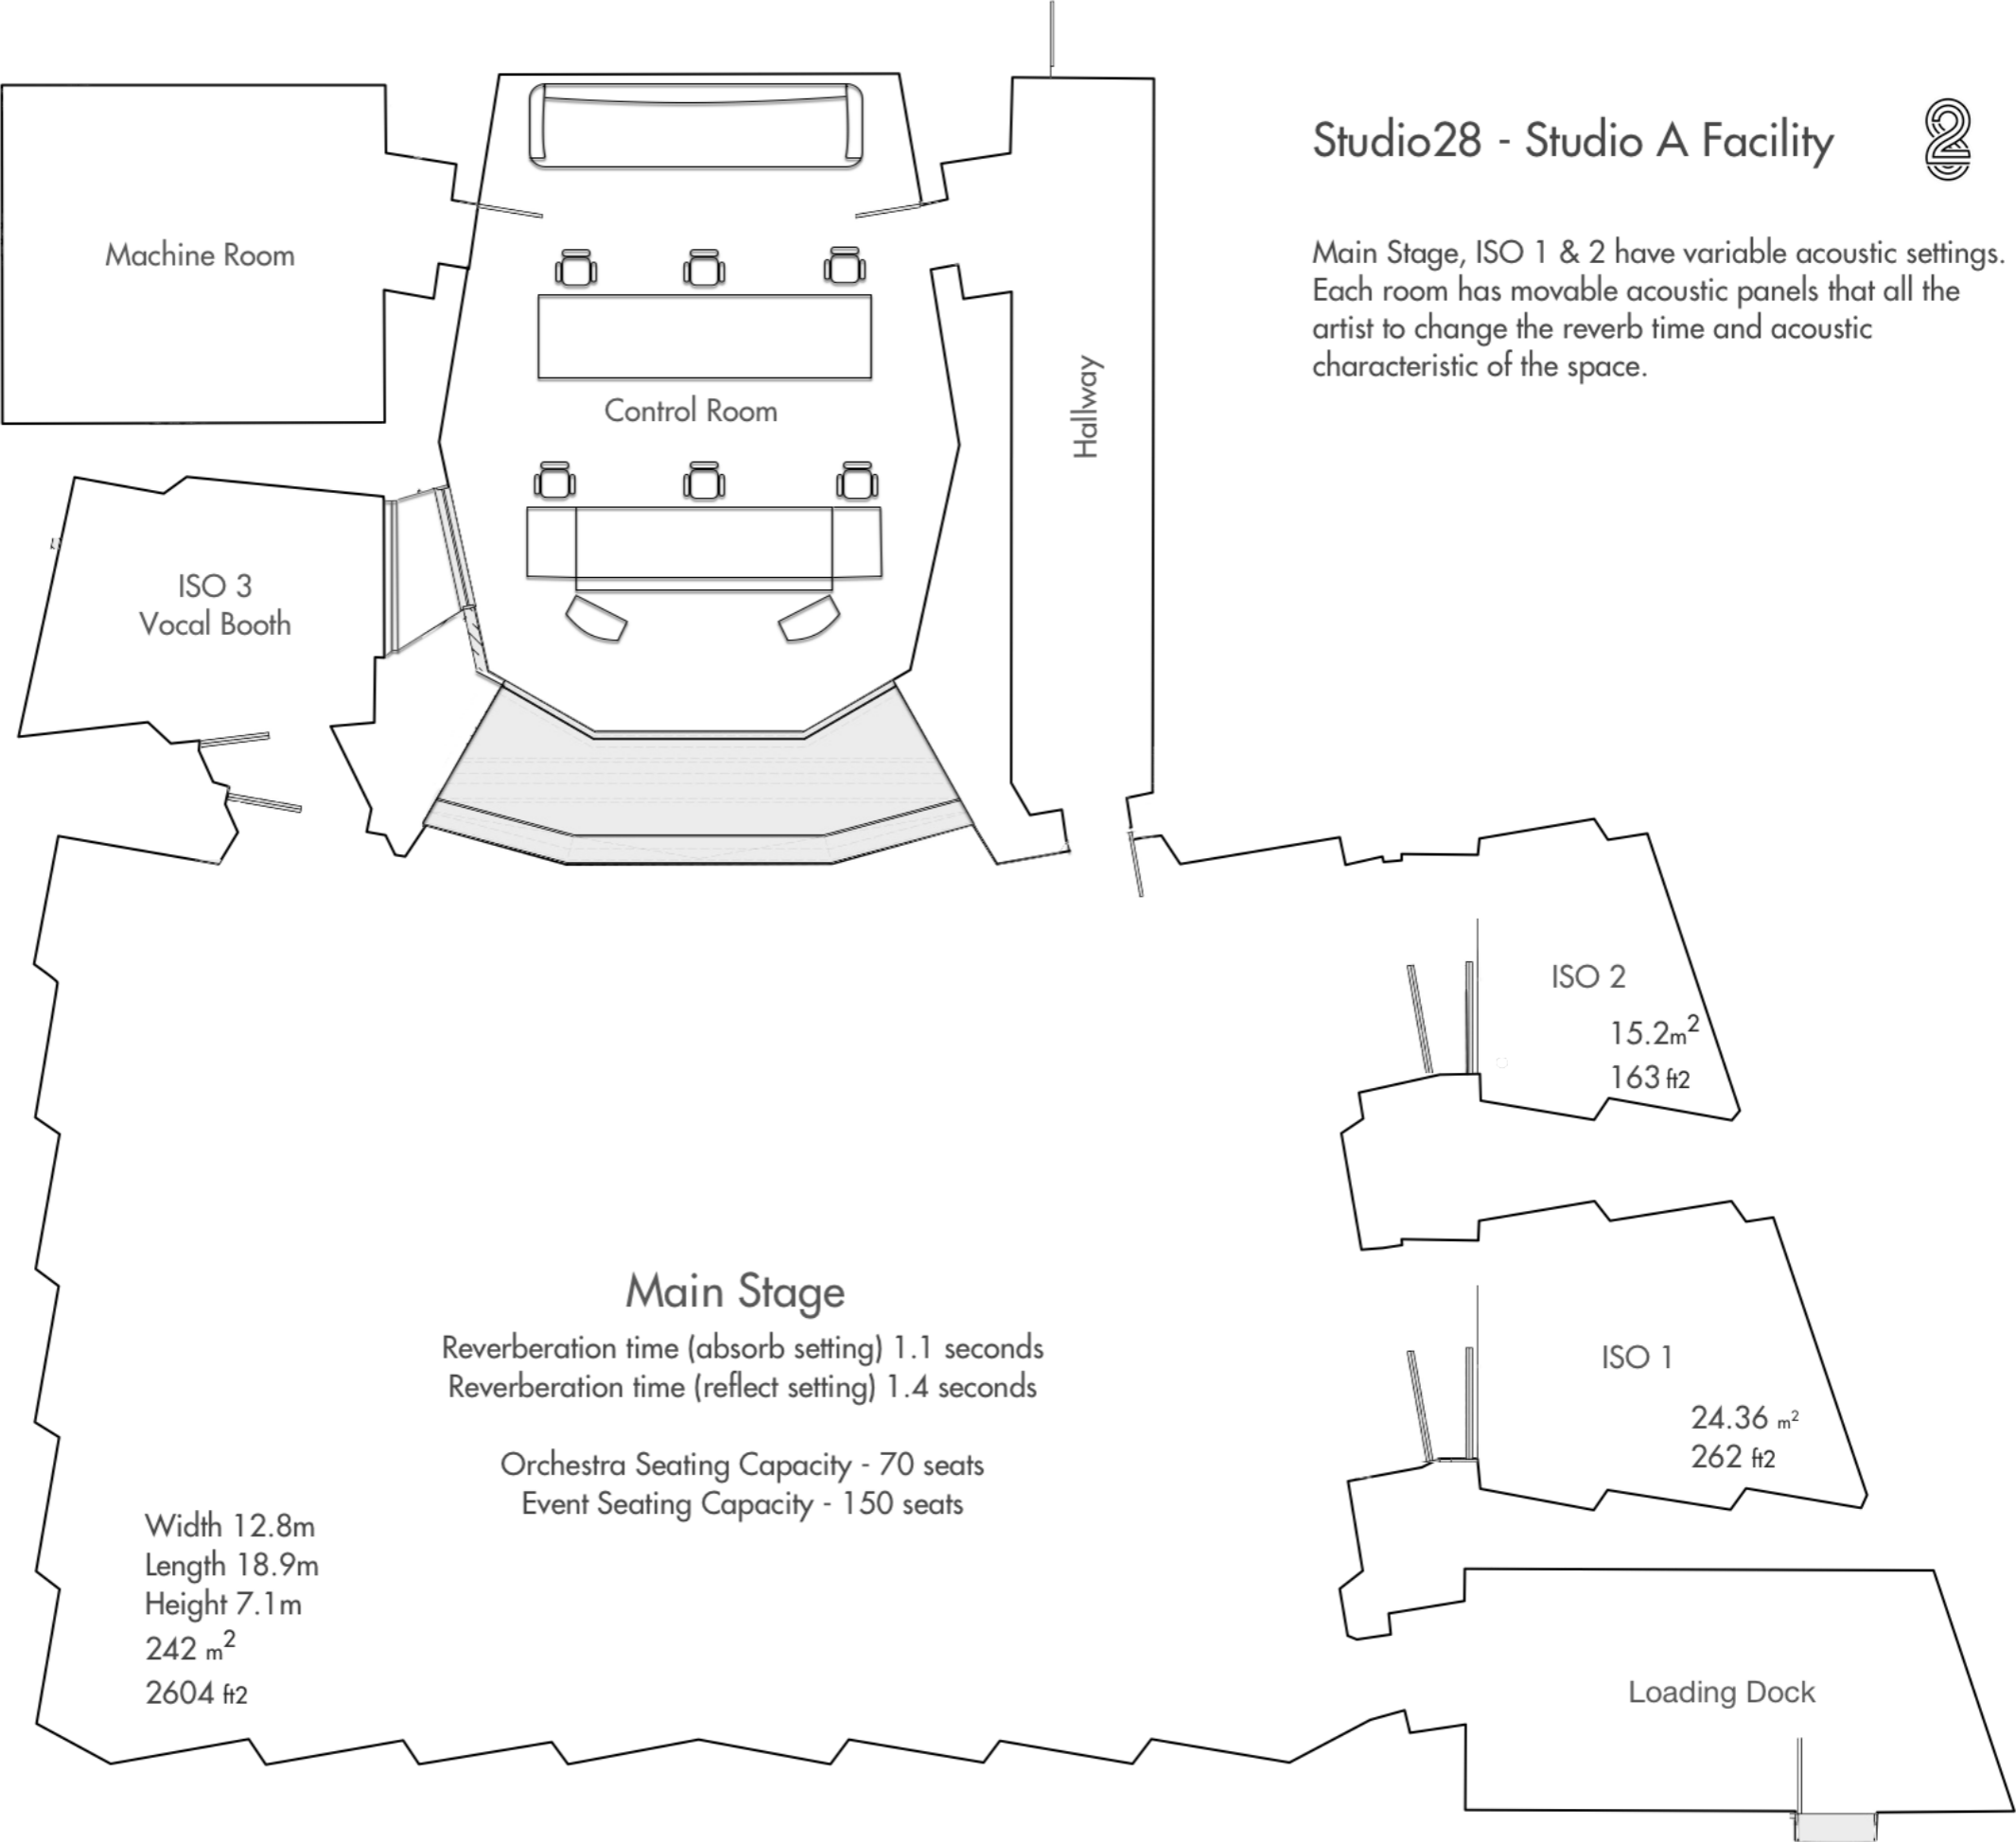 Studio28 - Studio A Facility
Main Stage, ISO 1 & 2 have variable acoustic settings.
Each room has movable acoustic panels that all the
artist to change the reverb time and acoustic
characteristic of the space.
Machine Room
Control Room
Hallway
ISO 3
Vocal Booth
ISO 2
15.2m²
163 ft2
Main Stage
Reverberation time (absorb setting) 1.1 seconds
Reverberation time (reflect setting) 1.4 seconds
Orchestra Seating Capacity - 70 seats
Event Seating Capacity - 150 seats
ISO 1
24.36 m²
262 ft2
Width 12.8m
Length 18.9m
Height 7.1m
242 m²
2604 ft2
Loading Dock